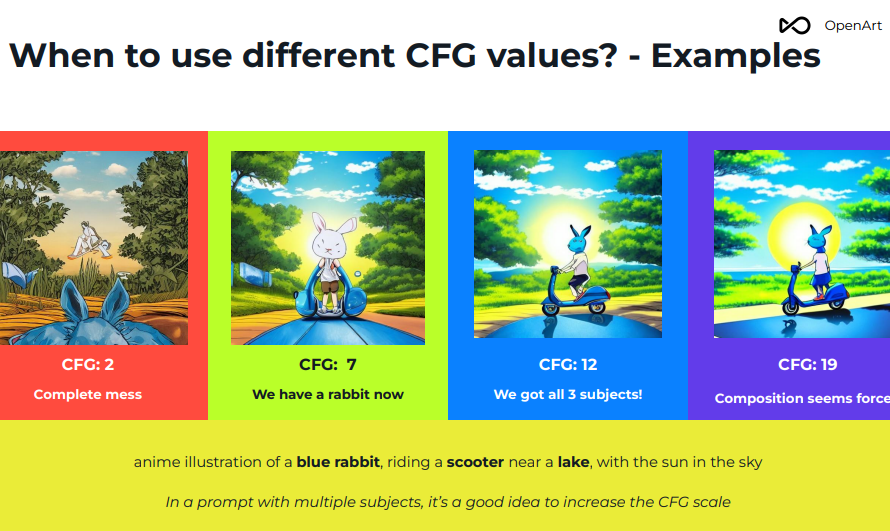 OpenArt
When to use different CFG values? - Examples
CFG: 2
Complete mess
CFG: 7
We have a rabbit now
CFG: 12
We got all 3 subjects!
CFG: 19
Composition seems force
anime illustration of a blue rabbit, riding a scooter near a lake, with the sun in the sky
In a prompt with multiple subjects, it's a good idea to increase the CFG scale